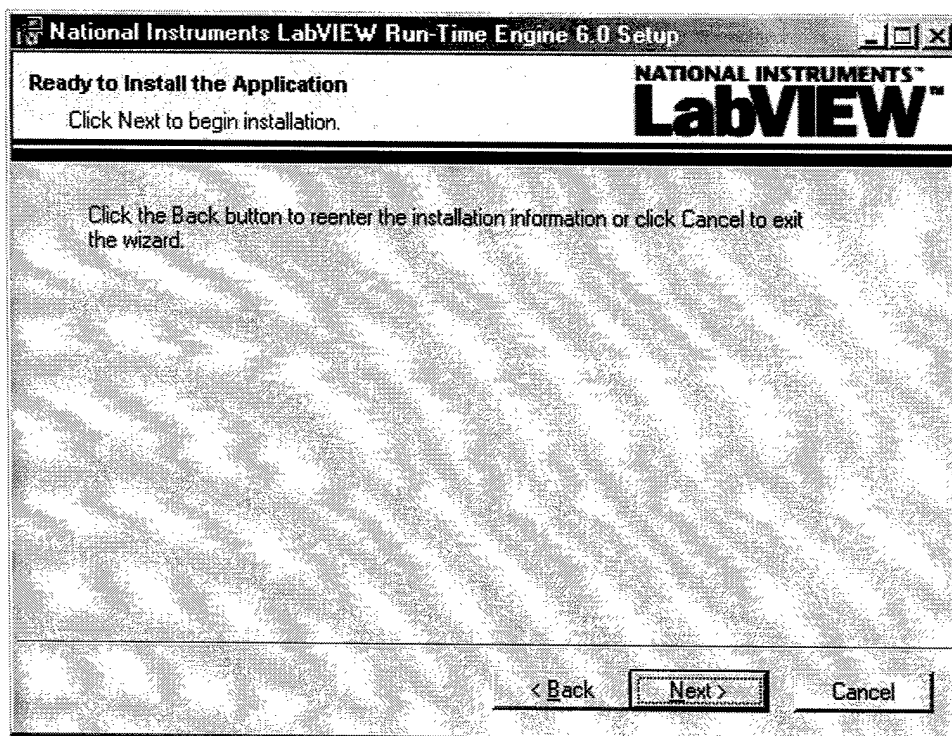 National Instruments LabVIEW Run-Time Engine 6.0 Setup
Ready to Install the Application
Click Next to begin installation.
NATIONAL INSTRUMENTS™
LabVIEW™
Click the Back button to reenter the installation information or click Cancel to exit
the wizard.
< Back
Next >
Cancel